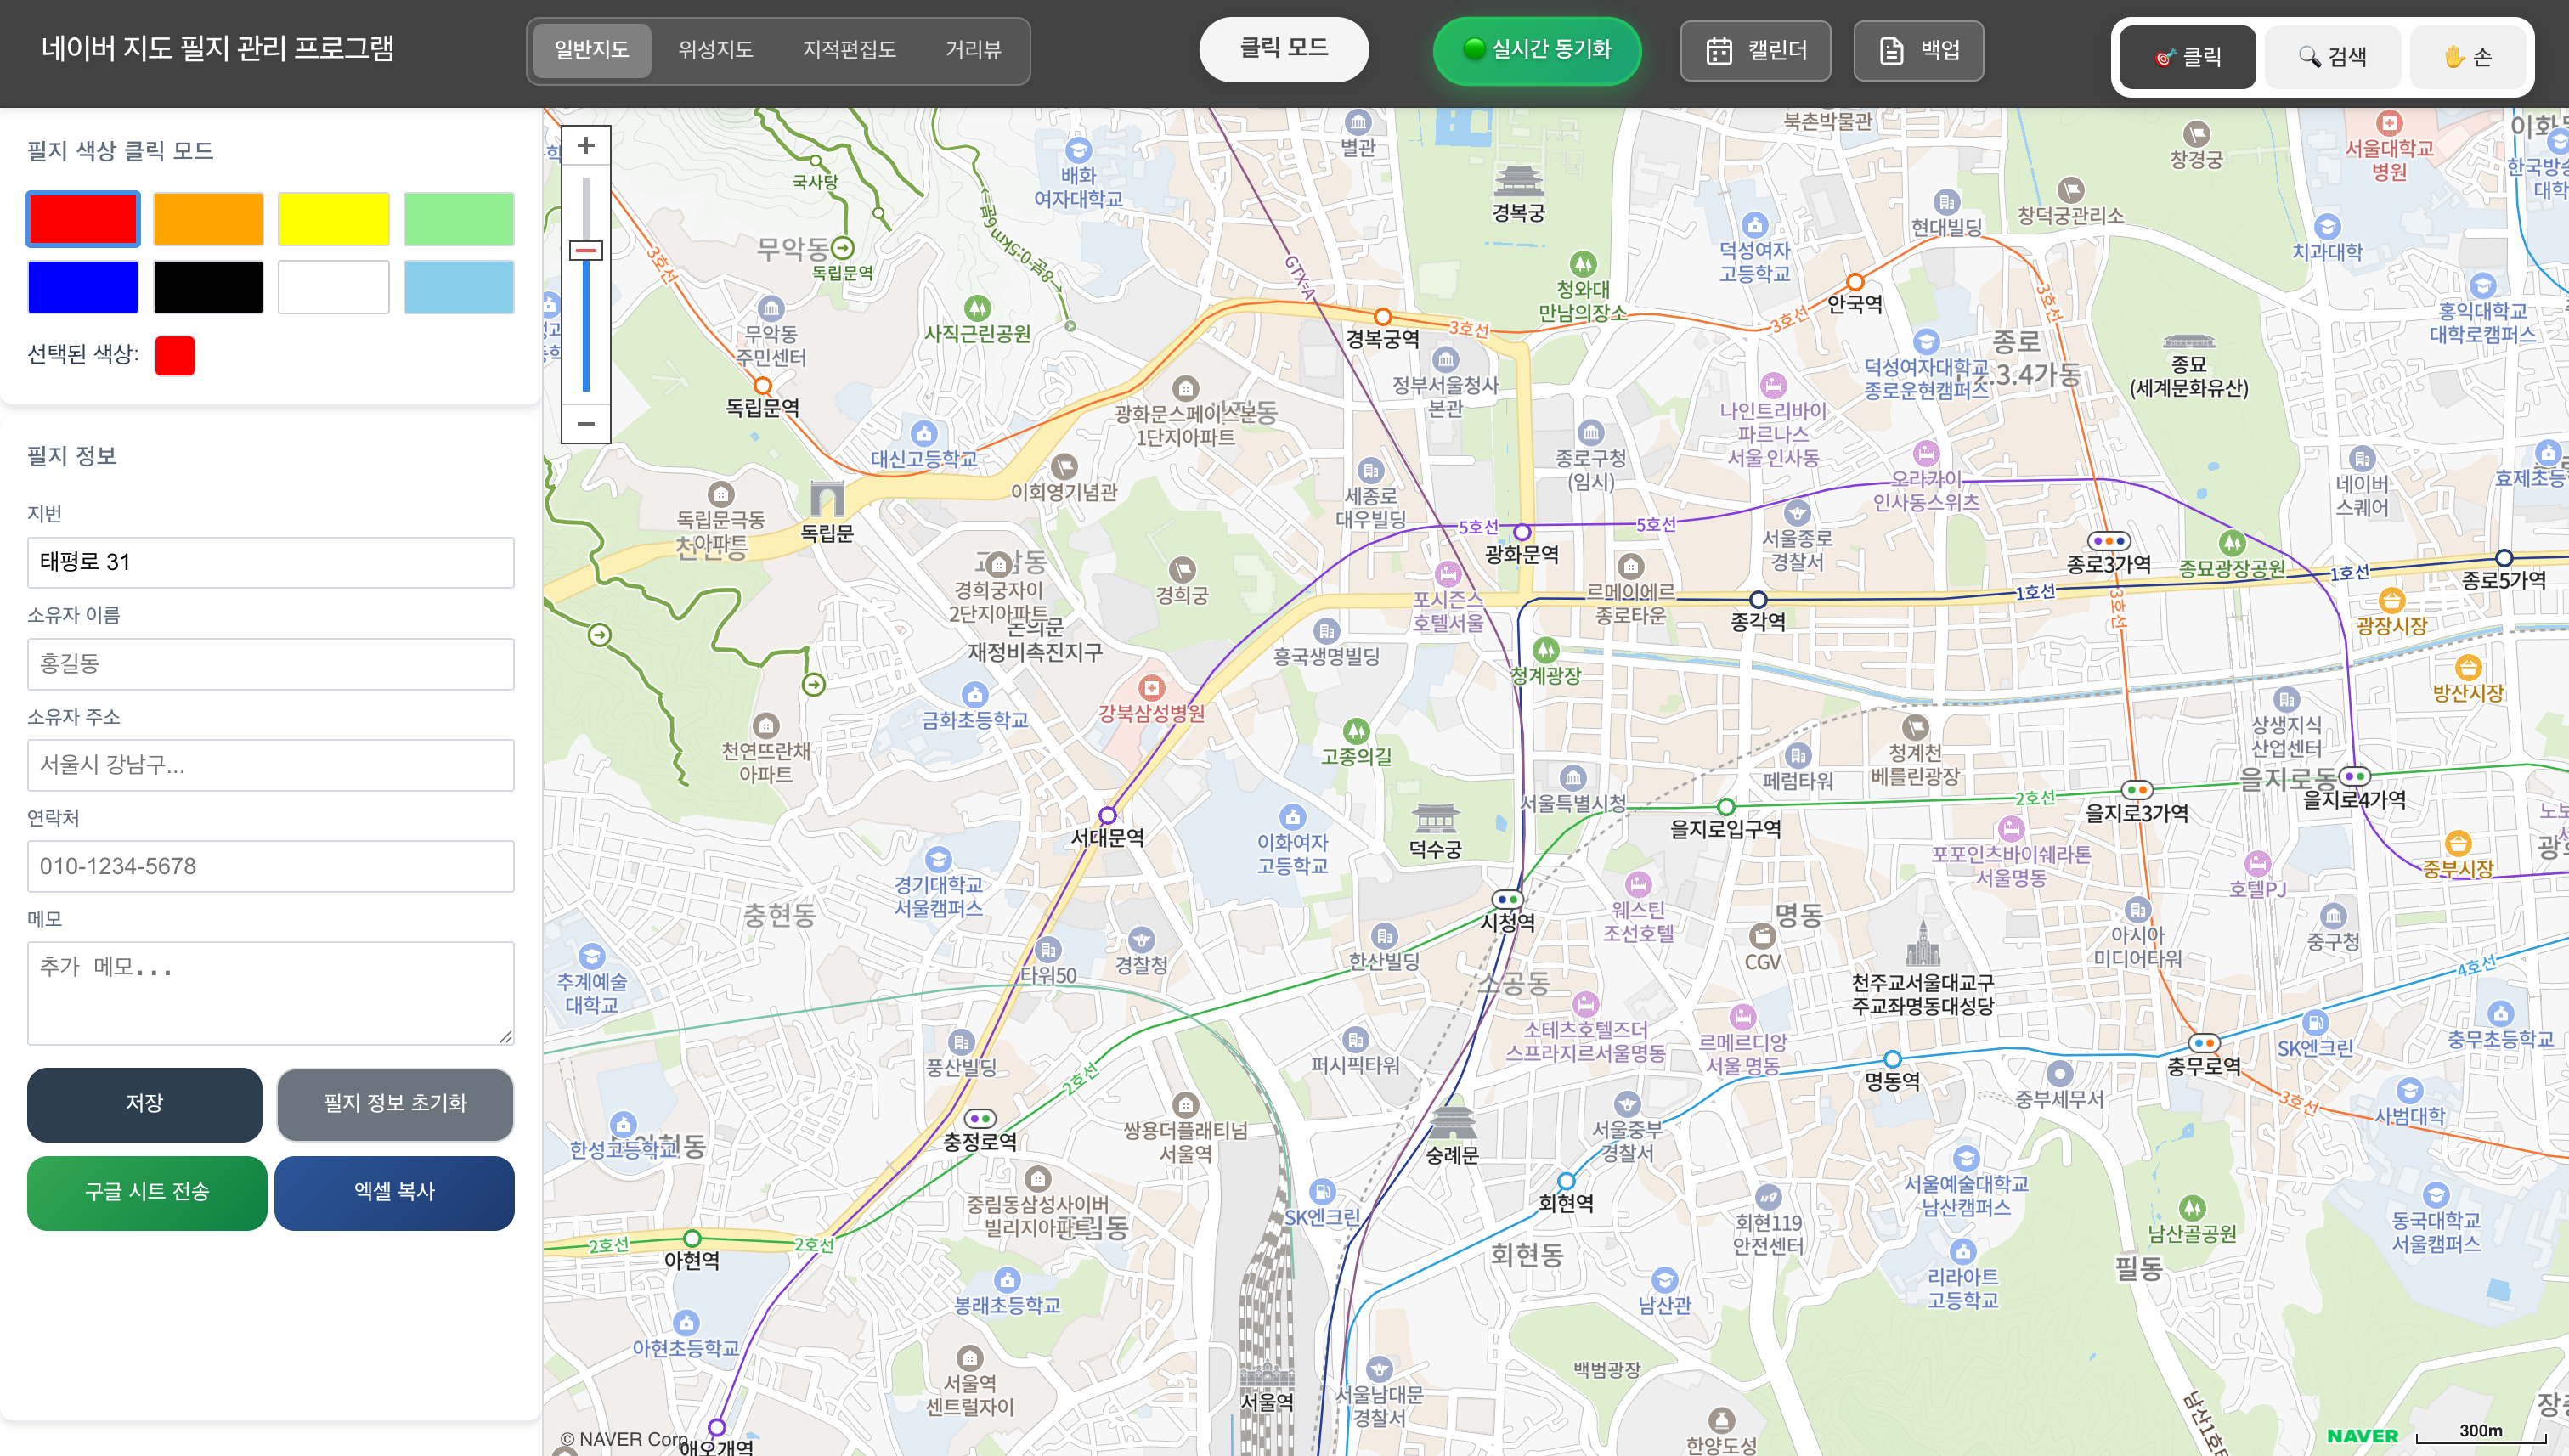 네이버 지도 필지 관리 프로그램
일반지도
위성지도
지적편집도
거리뷰
클릭 모드
실시간 동기화
캘린더
백업
클릭
검색
손
필지 색상 클릭 모드
선택된 색상:
필지 정보
지번
태평로 31
소유자 이름
홍길동
소유자 주소
서울시 강남구...
연락처
010-1234-5678
메모
추가 메모...
저장
필지 정보 초기화
구글 시트 전송
엑셀 복사
+
−
국사당
무악동
독립문역
배화
여자대학교
←8곰-0.5km-9곰→
별관
경복궁
북촌박물관
창경궁
서울대학교
병원
GTX-A
3호선
무악동
주민센터
사직근린공원
청와대
만남의장소
덕성여자
고등학교
현대빌딩
창덕궁관리소
치과대학
안국역
경복궁역
3호선
3호선
3호선
홍익대학교
대학로캠퍼스
정부서울청사
본관
덕성여자대학교
종로운현캠퍼스
종로
종묘
(세계문화유산)
독립문역
광화문스페이스본
1단지아파트
나인트리바이
파르나스
서울 인사동
대신고등학교
이회영기념관
종로구청
(임시)
오라카이
인사동스위츠
네이버
스퀘어
세종로
대우빌딩
독립문극동
아파트
독립문
5호선
5호선
광화문역
서울종로
경찰서
종로3가역
종묘광장공원
1호선
종로5가역
경희궁자이
2단지아파트
경희궁
포시즌스
호텔서울
르메이에르
종로타운
종각역
1호선
3호선
광장시장
돈의문
재정비촉진지구
흥국생명빌딩
청계광장
방산시장
금화초등학교
강북삼성병원
천연뜨란채
아파트
고종의길
서울특별시청
페럼타워
청계천
베를린광장
상생지식
산업센터
을지로동
2호선
을지로입구역
을지로3가역
을지로4가역
서대문역
이화여자
고등학교
덕수궁
포포인츠바이쉐라톤
서울명동
호텔PJ
중부시장
경기대학교
서울캠퍼스
충현동
시청역
웨스틴
조선호텔
명동
CGV
아시아
미디어타워
중구청
추계예술
대학교
타워50
경찰청
한산빌딩
소공동
천주교서울대교구
주교좌명동대성당
4호선
풍산빌딩
2호선
퍼시픽타워
소테츠호텔즈더
스프라지르서울명동
르메르디앙
서울 명동
명동역
중부세무서
충무로역
SK엔크린
충무초등학교
3호선
사범대학
한성고등학교
충정로역
쌍용더플래티넘
서울역
숭례문
서울중부
경찰서
회현역
서울예술대학교
남산캠퍼스
남산골공원
동국대학교
서울캠퍼스
중림동삼성사이버
빌리지아파트
SK엔크린
회현119
안전센터
회현동
필동
2호선
아현역
2호선
봉래초등학교
남산관
리라아트
고등학교
아현초등학교
서울역
센트럴자이
서울역
서울남대문
경찰서
백범광장
한양도성
애오개역
© NAVER Corp.
NAVER
300m